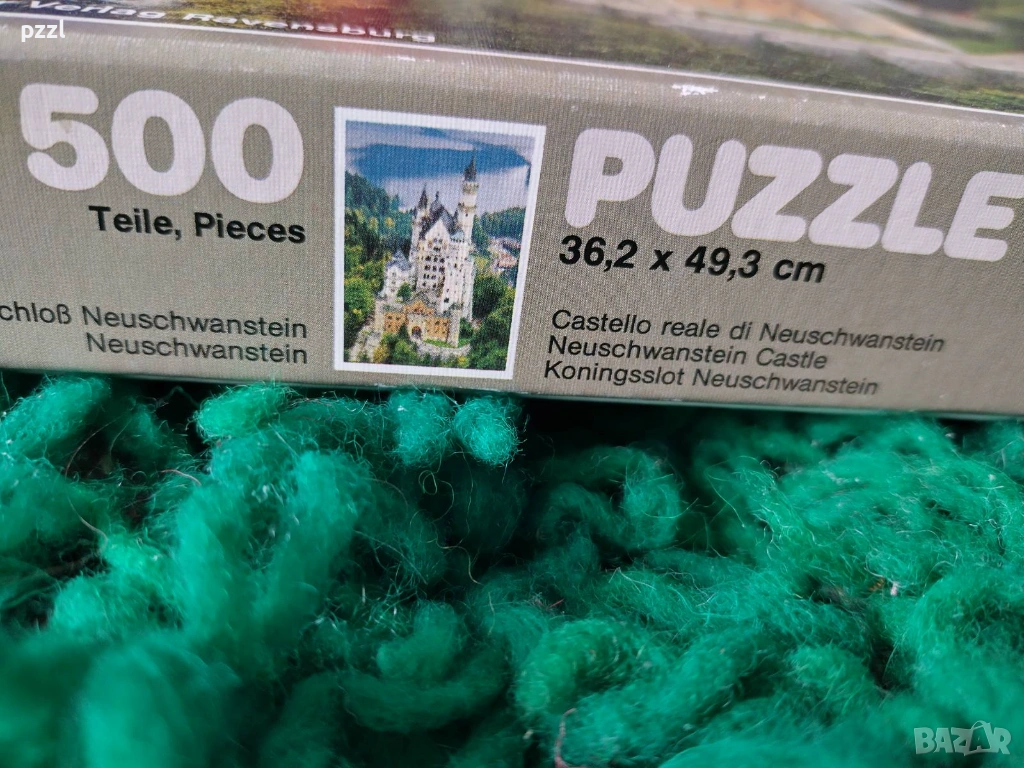 pzzl
Verlag Ravensburg
500
Teile, Pieces
chloß Neuschwanstein
Neuschwanstein
PUZZLE
36,2 x 49,3 cm
Castello reale di Neuschwanstein
Neuschwanstein Castle
Koningsslot Neuschwanstein
BAZAR